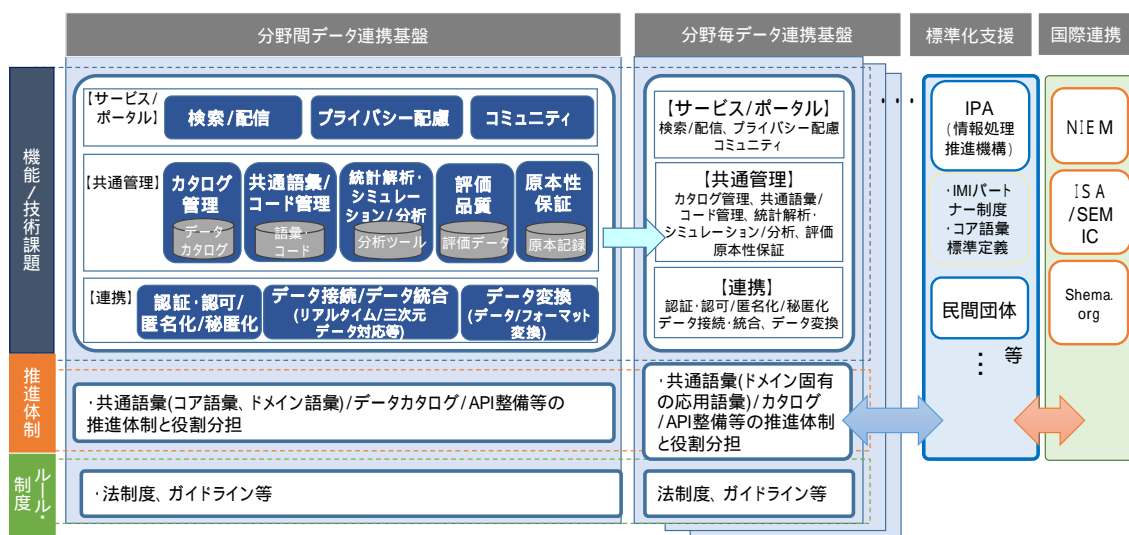 分野間データ連携基盤
分野毎データ連携基盤
標準化支援
国際連携
機能/技術課題
【サービス/
ポータル】
検索/配信
プライバシー配慮
コミュニティ
【共通管理】
カタログ
管理
データ
カタログ
共通語彙/
コード管理
語彙・
コード
統計解析・
シミュレー
ション/分析
分析ツール
評価
品質
評価データ
原本性
保証
原本記録
【連携】
認証・認可/
匿名化/秘匿化
データ接続/データ統合
(リアルタイム/三次元
データ対応等)
データ変換
(データ/フォーマット
変換)
【サービス/ポータル】
検索/配信、プライバシー配慮
コミュニティ
【共通管理】
カタログ管理、共通語彙/
コード管理、統計解析・
シミュレーション/分析、評価
原本性保証
【連携】
認証・認可/匿名化/秘匿化
データ接続・統合、データ変換
・・・
IPA
(情報処理
推進機構)
・IMIパート
ナー制度
・コア語彙
標準定義
民間団体
⋮ 等
NIEM
ISA
/SEM
IC
Shema.
org
推進体制
・共通語彙(コア語彙、ドメイン語彙)/データカタログ/API整備等の
推進体制と役割分担
・共通語彙(ドメイン固有
の応用語彙)/カタログ
/API整備等の推進体制
と役割分担
ルール・
制度
・法制度、ガイドライン等
法制度、ガイドライン等